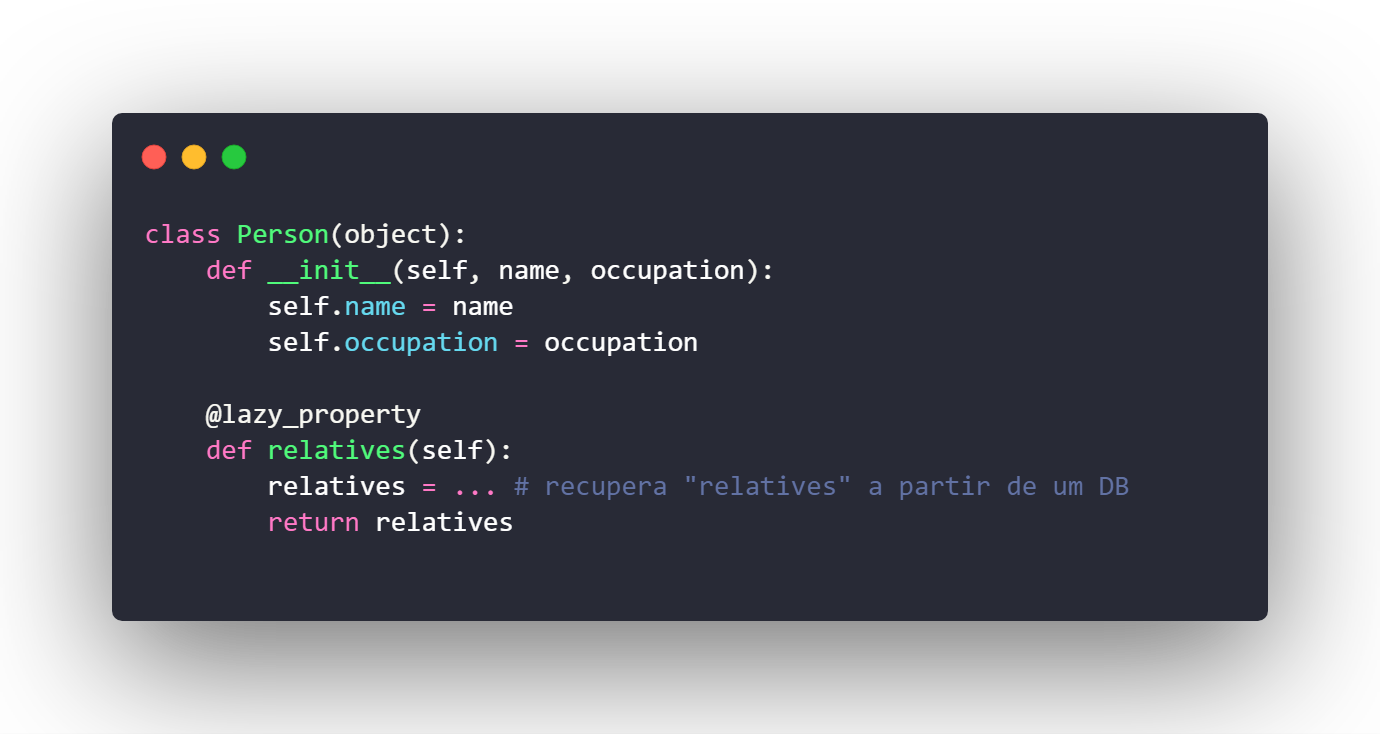 class Person(object):
    def __init__(self, name, occupation):
        self.name = name
        self.occupation = occupation
    @lazy_property
    def relatives(self):
        relatives = ... # recupera "relatives" a partir de um DB
        return relatives